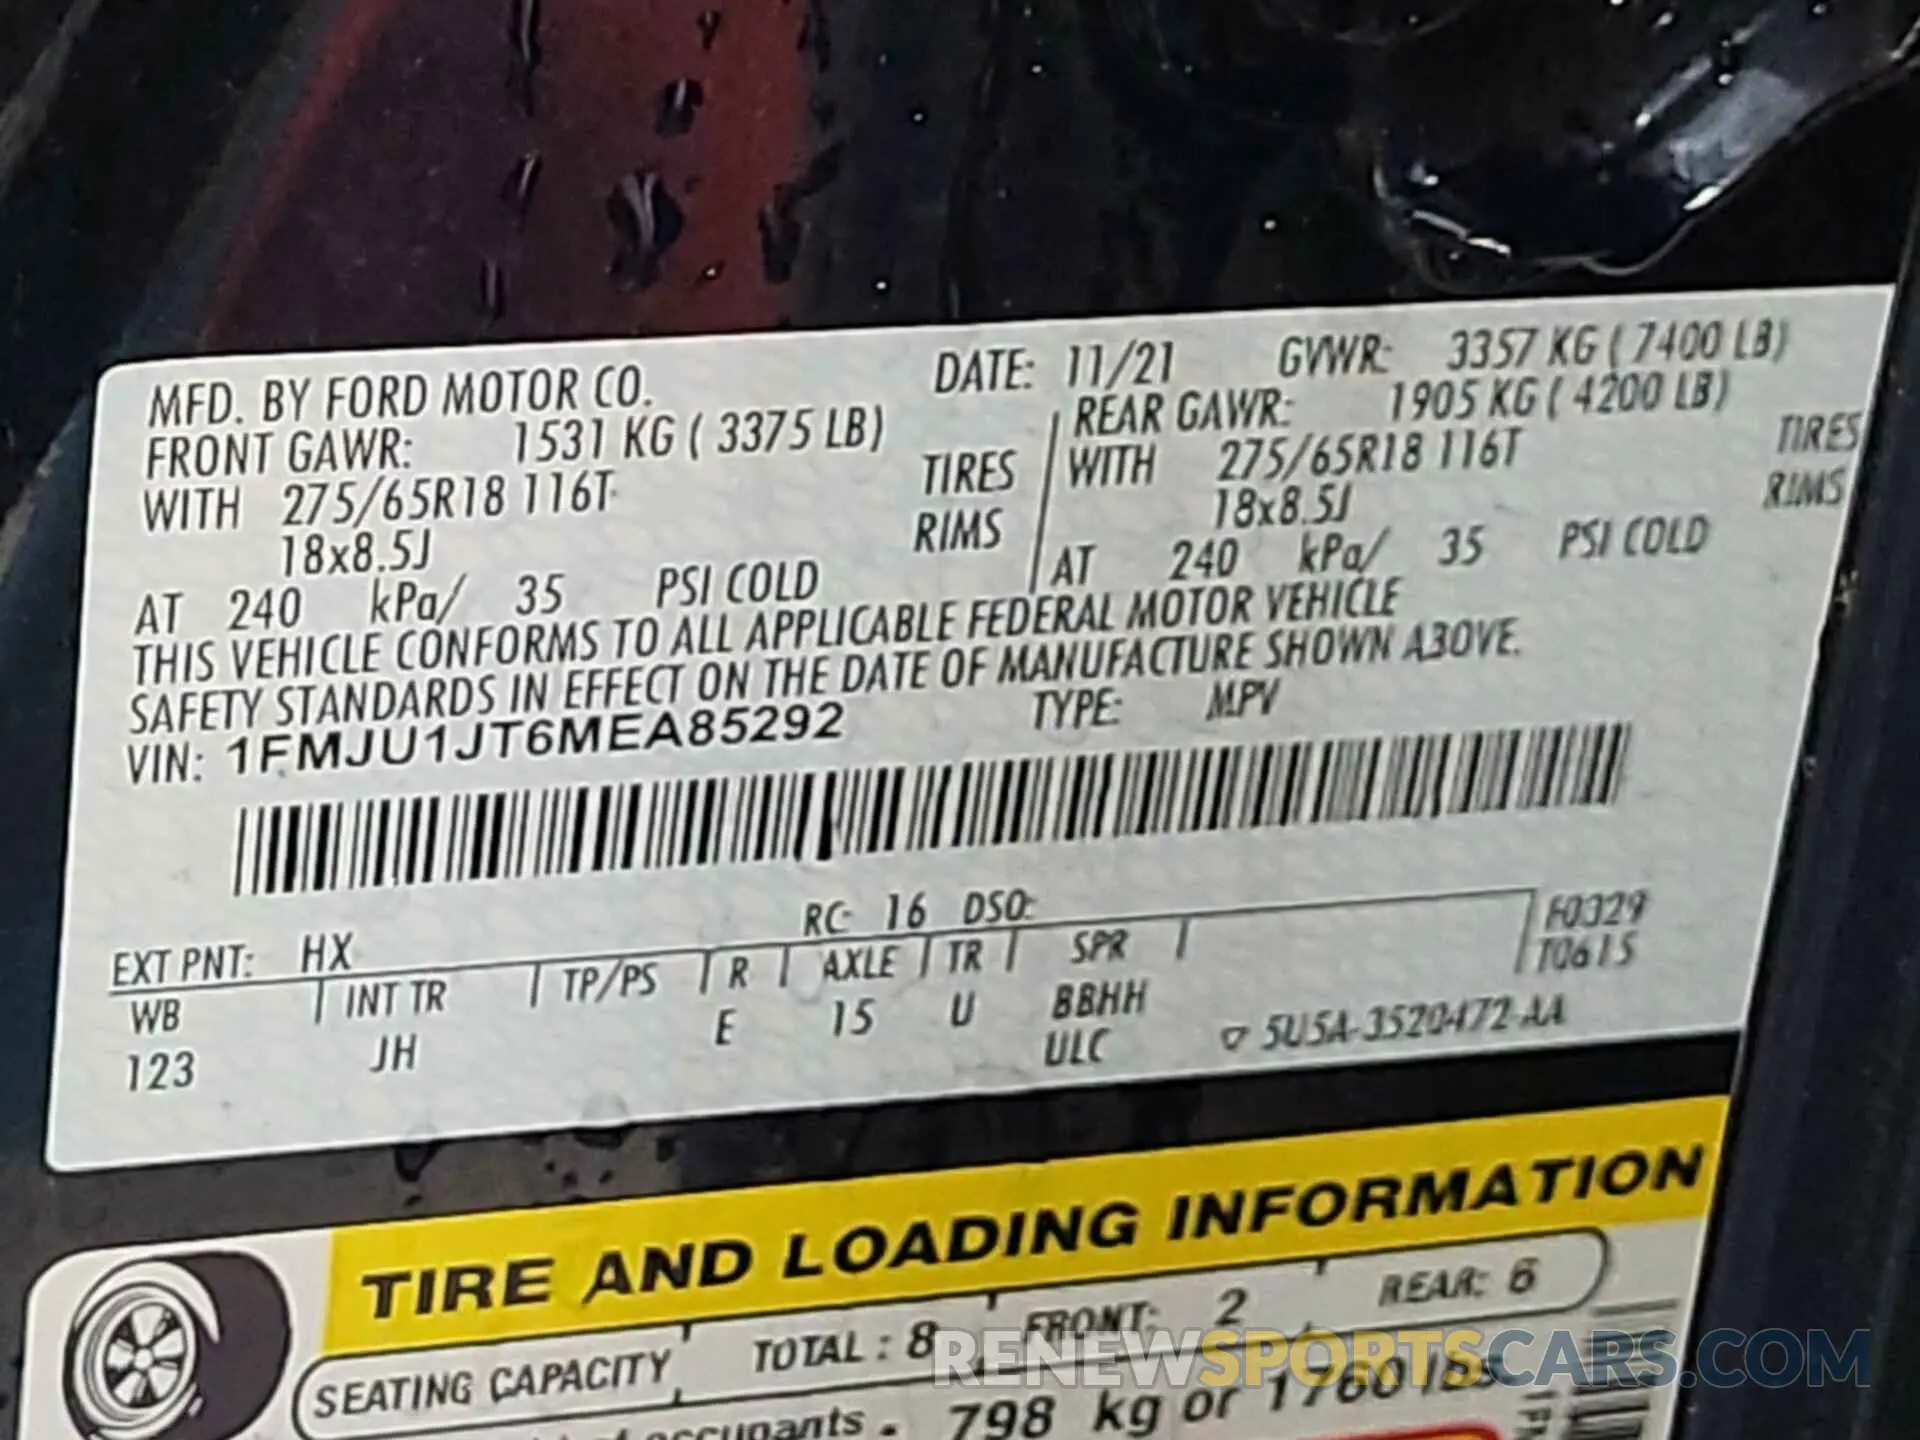 MFD. BY FORD MOTOR CO. DATE: 11/21 GVWR: 3357 KG ( 7400 LB)
FRONT GAWR: 1531 KG ( 3375 LB) REAR GAWR: 1905 KG ( 4200 LB)
WITH 275/65R18 116T TIRES WITH 275/65R18 116T TIRES
18x8.5J RIMS 18x8.5J RIMS
AT 240 kPa/ 35 PSI COLD AT 240 kPa/ 35 PSI COLD
THIS VEHICLE CONFORMS TO ALL APPLICABLE FEDERAL MOTOR VEHICLE
SAFETY STANDARDS IN EFFECT ON THE DATE OF MANUFACTURE SHOWN ABOVE.
VIN: 1FMJU1JT6MEA85292 TYPE: MPV
EXT PNT: HX RC: 16 DSO: F0329
WB INT TR TP/PS R AXLE TR SPR T0615
123 JH E 15 U BBHH
ULC ▽ 5U5A-3520472-AA
TIRE AND LOADING INFORMATION
SEATING CAPACITY TOTAL : 8 FRONT: 2 REAR: 6
occupants 798 kg or 1760 lbs.
RENEWSPORTSCARS.COM